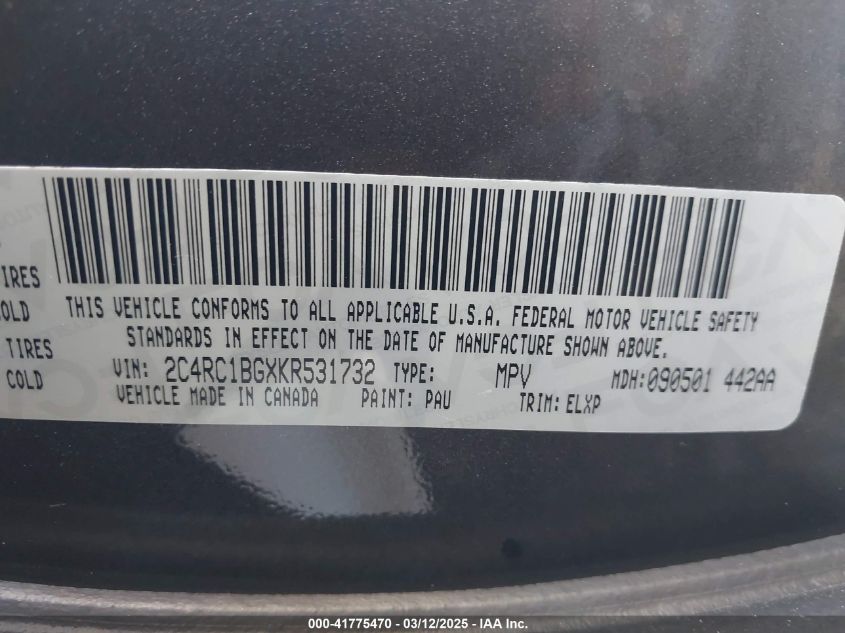 IRES
OLD
TIRES
COLD
THIS VEHICLE CONFORMS TO ALL APPLICABLE U.S.A. FEDERAL MOTOR VEHICLE SAFETY
STANDARDS IN EFFECT ON THE DATE OF MANUFACTURE SHOWN ABOVE.
VIN: 2C4RC1BGXKR531732 TYPE: MPV MDH:090501 442AA
VEHICLE MADE IN CANADA PAINT: PAU TRIM: ELXP
000-41775470 - 03/12/2025 - IAA Inc.